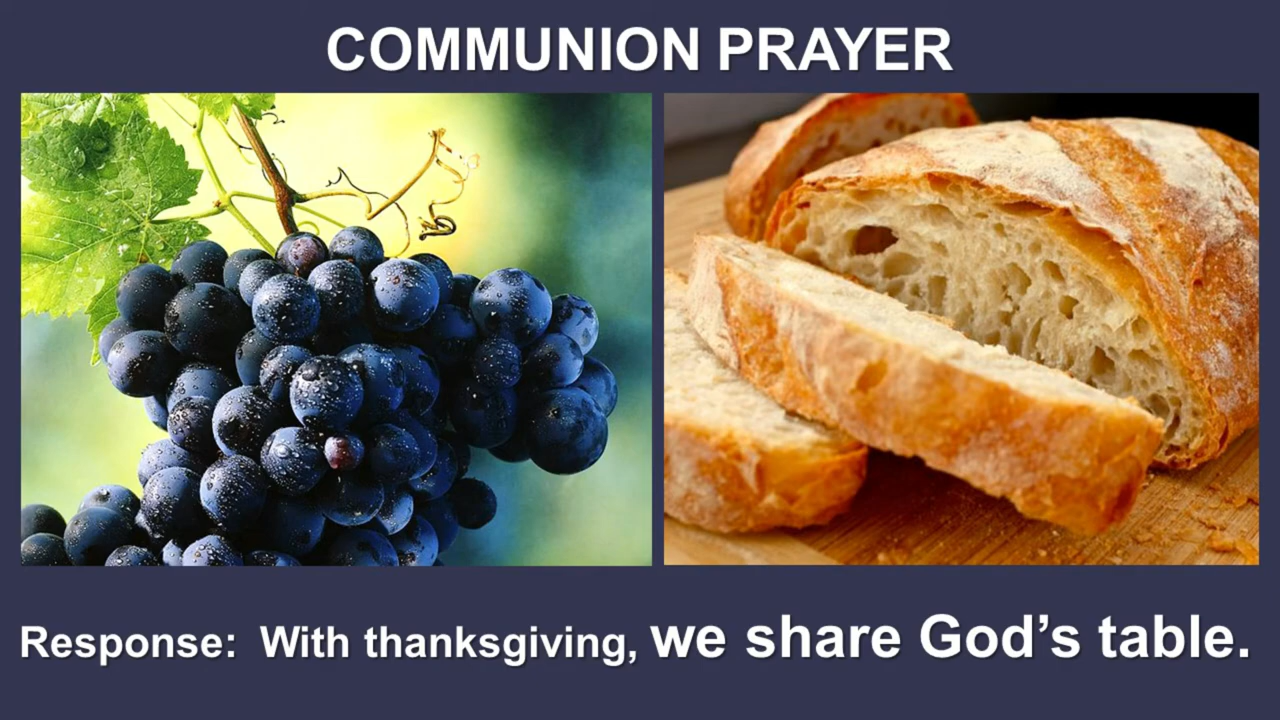 COMMUNION PRAYER
Response:  With thanksgiving, we share God’s table.